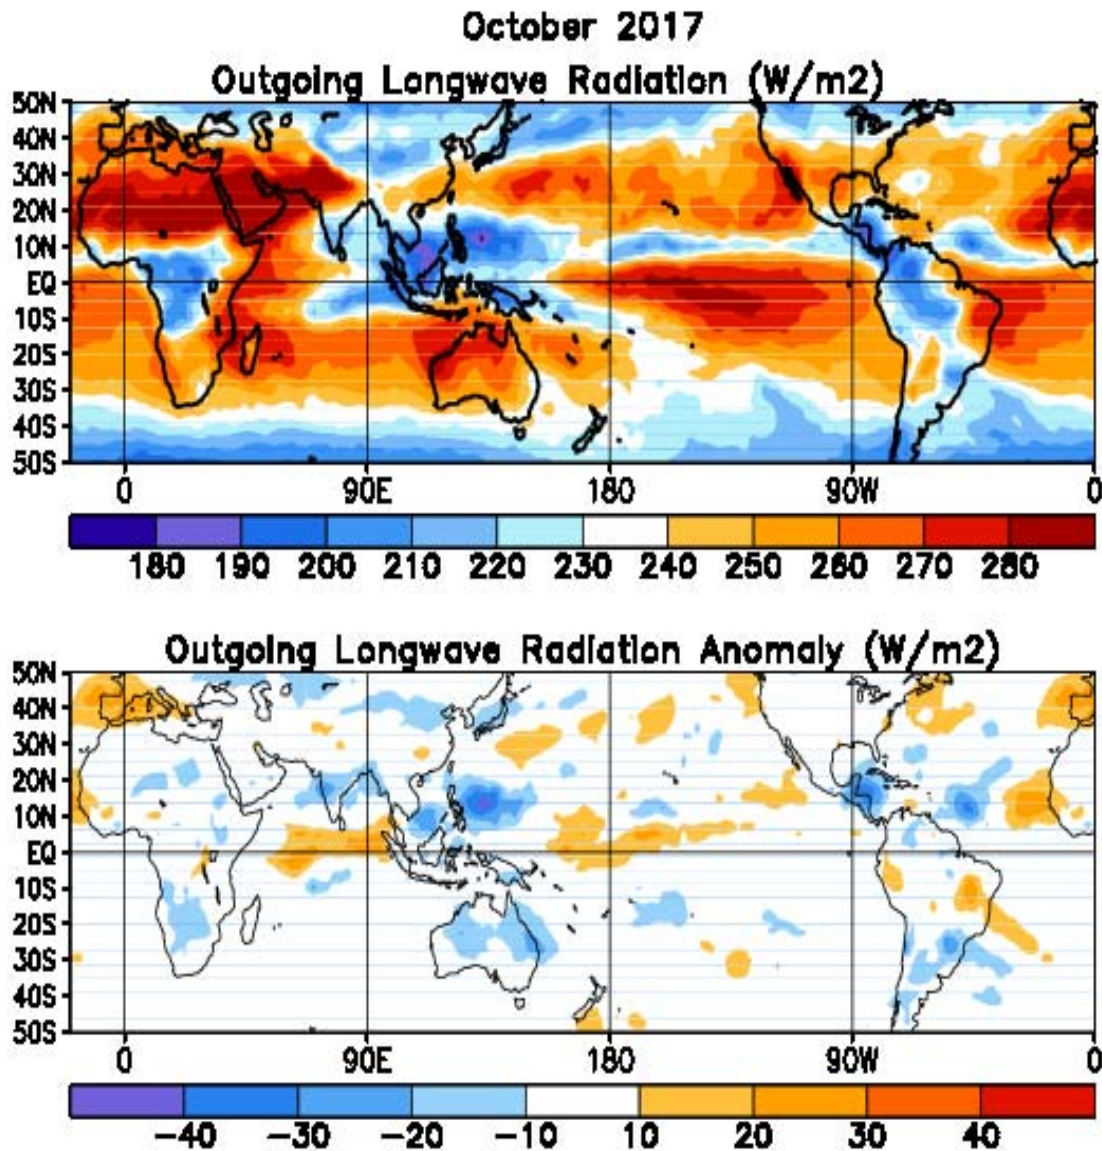 October 2017
Outgoing Longwave Radiation (W/m2)
50N
40N
30N
20N
10N
EQ
10S
20S
30S
40S
50S
0 90E 180 90W 0
180 190 200 210 220 230 240 250 260 270 280
Outgoing Longwave Radiation Anomaly (W/m2)
50N
40N
30N
20N
10N
EQ
10S
20S
30S
40S
50S
0 90E 180 90W 0
−40 −30 −20 −10 10 20 30 40